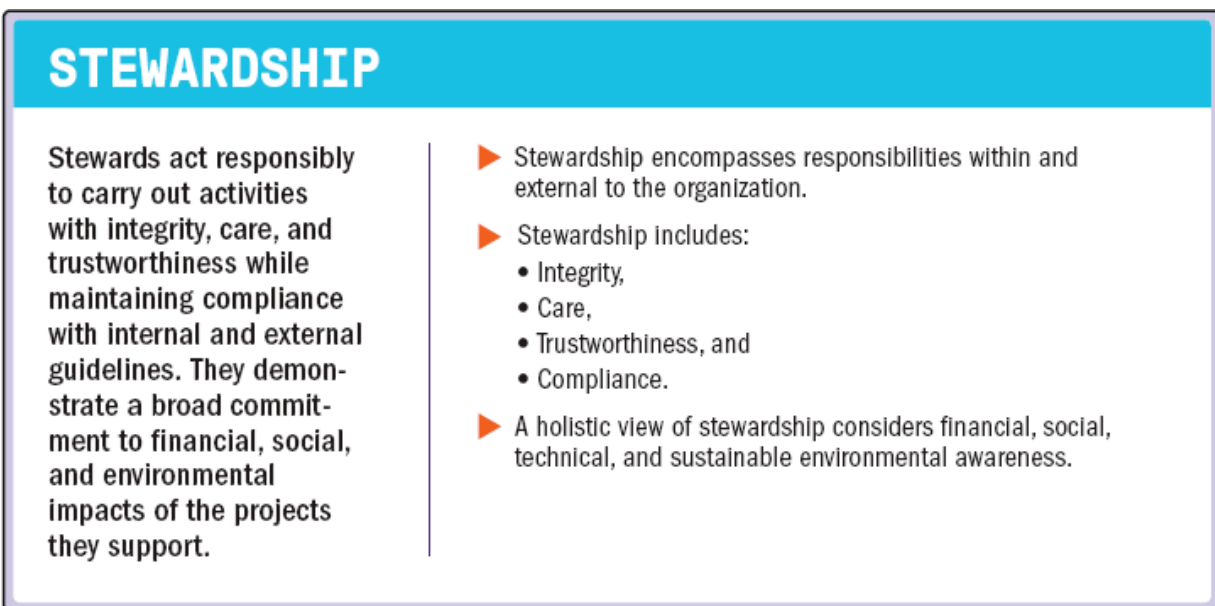 STEWARDSHIP
Stewards act responsibly
to carry out activities
with integrity, care, and
trustworthiness while
maintaining compliance
with internal and external
guidelines. They demon-
strate a broad commit-
ment to financial, social,
and environmental
impacts of the projects
they support.
▶ Stewardship encompasses responsibilities within and
external to the organization.
▶ Stewardship includes:
• Integrity,
• Care,
• Trustworthiness, and
• Compliance.
▶ A holistic view of stewardship considers financial, social,
technical, and sustainable environmental awareness.